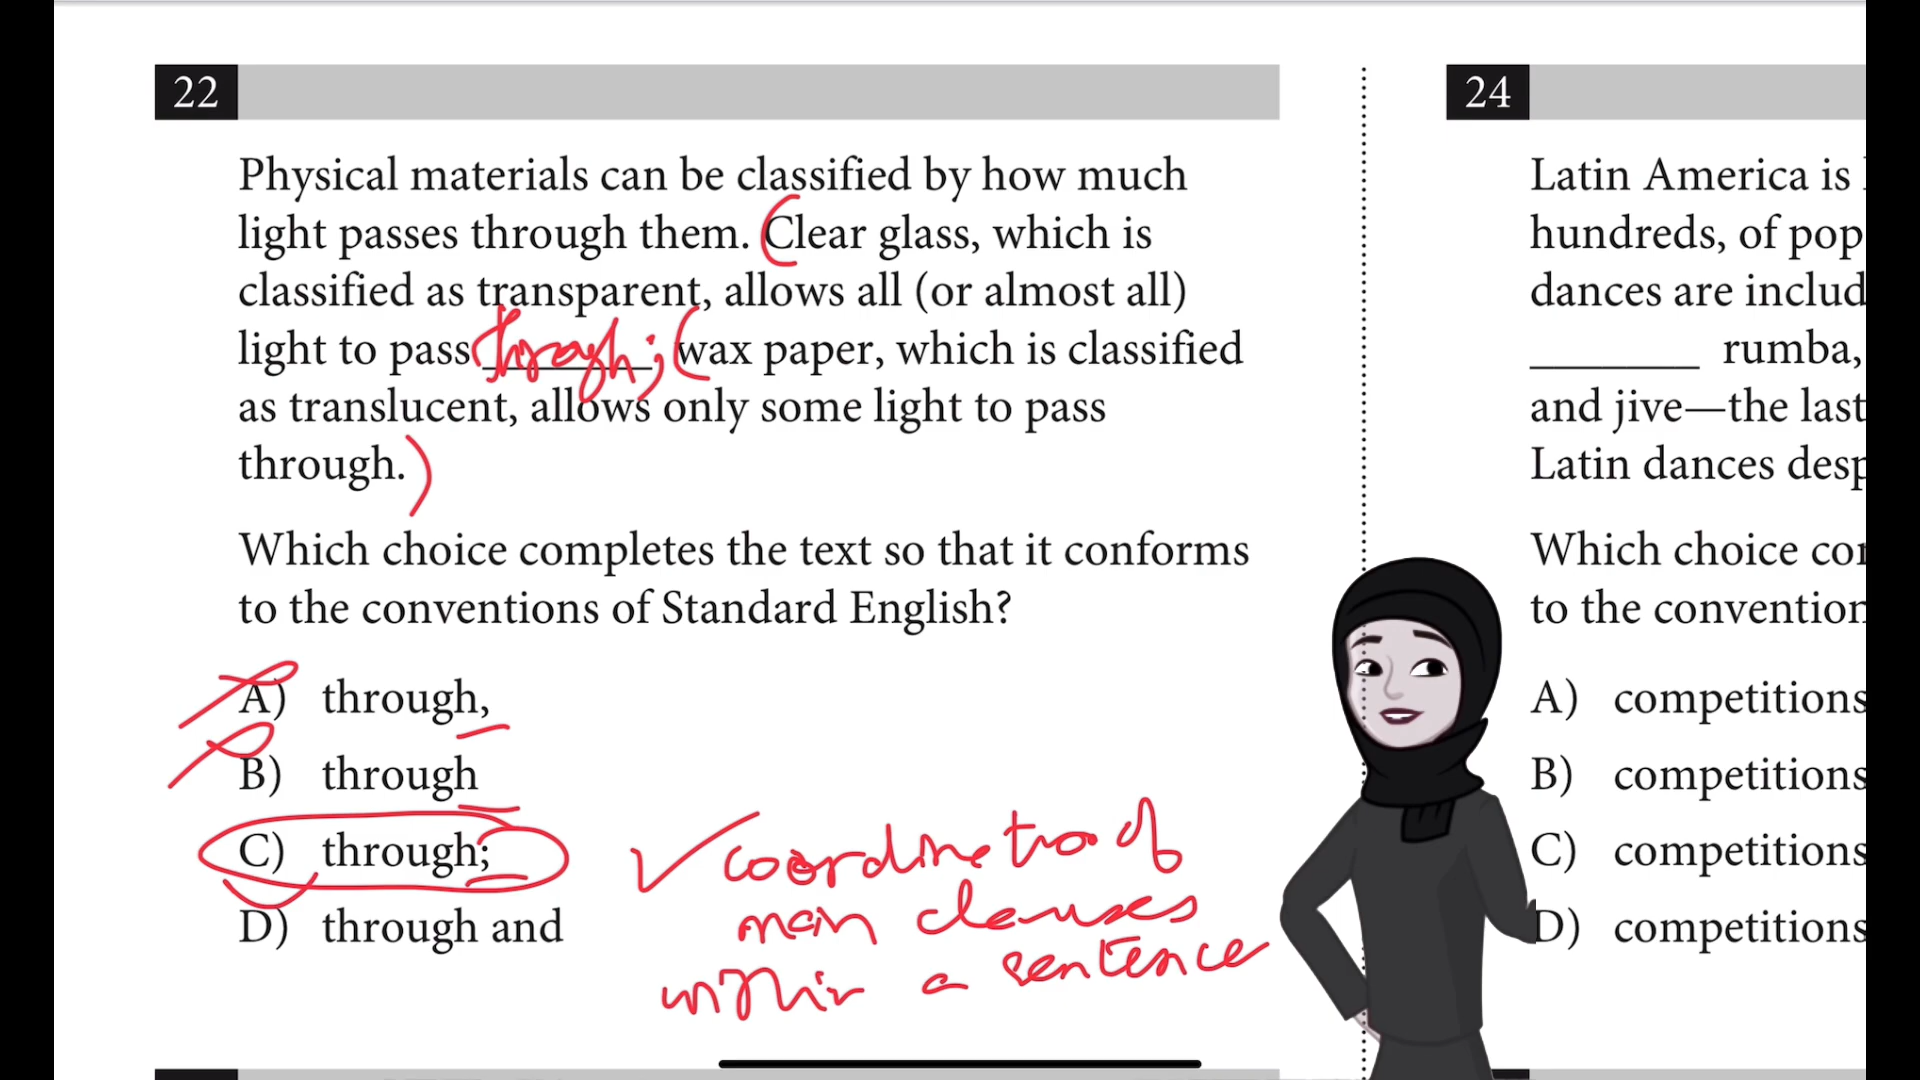 22
Physical materials can be classified by how much
light passes through them. Clear glass, which is
classified as transparent, allows all (or almost all)
light to pass through; wax paper, which is classified
as translucent, allows only some light to pass
through.
Which choice completes the text so that it conforms
to the conventions of Standard English?
A) through,
B) through
C) through;
D) through and
coordination of
main clauses
within a sentence
24
Latin America is
hundreds, of pop
dances are includ
________ rumba,
and jive—the last
Latin dances desp
Which choice con
to the convention
A) competitions
B) competitions
C) competitions
D) competitions